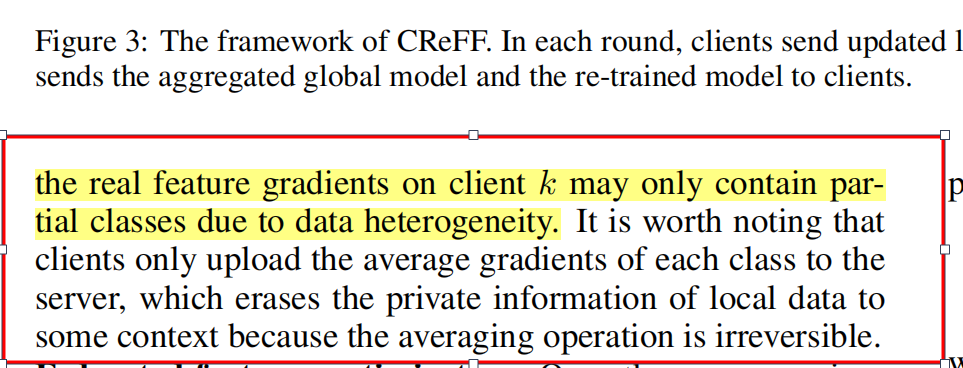 Figure 3: The framework of CReFF. In each round, clients send updated
sends the aggregated global model and the re-trained model to clients.
the real feature gradients on client k may only contain par-
tial classes due to data heterogeneity. It is worth noting that
clients only upload the average gradients of each class to the
server, which erases the private information of local data to
some context because the averaging operation is irreversible.